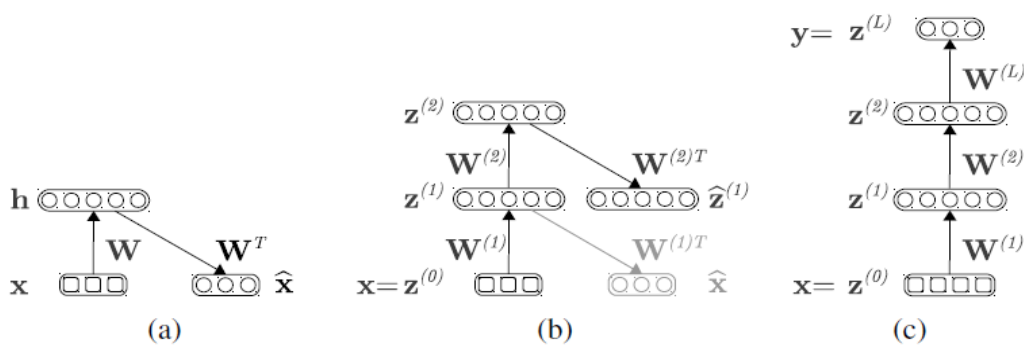 y= z^(L)
W^(L)
z^(2)
z^(2)
W^(2)
W^(2)T
W^(2)
h
z^(1)
ẑ^(1)
z^(1)
W
W^T
W^(1)
W^(1)T
W^(1)
x
x̂
x= z^(0)
x̂
x= z^(0)
(a)
(b)
(c)